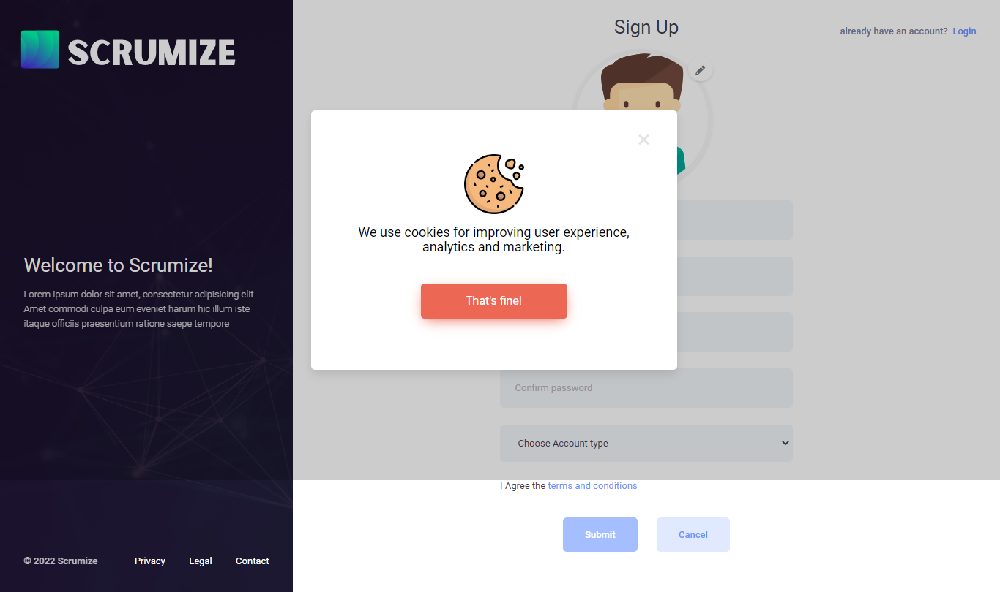 SCRUMIZE
Welcome to Scrumize!
Lorem ipsum dolor sit amet, consectetur adipisicing elit.
Amet commodi culpa eum eveniet harum hic illum iste
itaque officiis praesentium ratione saepe tempore
© 2022 Scrumize
Privacy
Legal
Contact
Sign Up
already have an account? Login
We use cookies for improving user experience,
analytics and marketing.
That's fine!
Confirm password
Choose Account type
I Agree the terms and conditions
Submit
Cancel